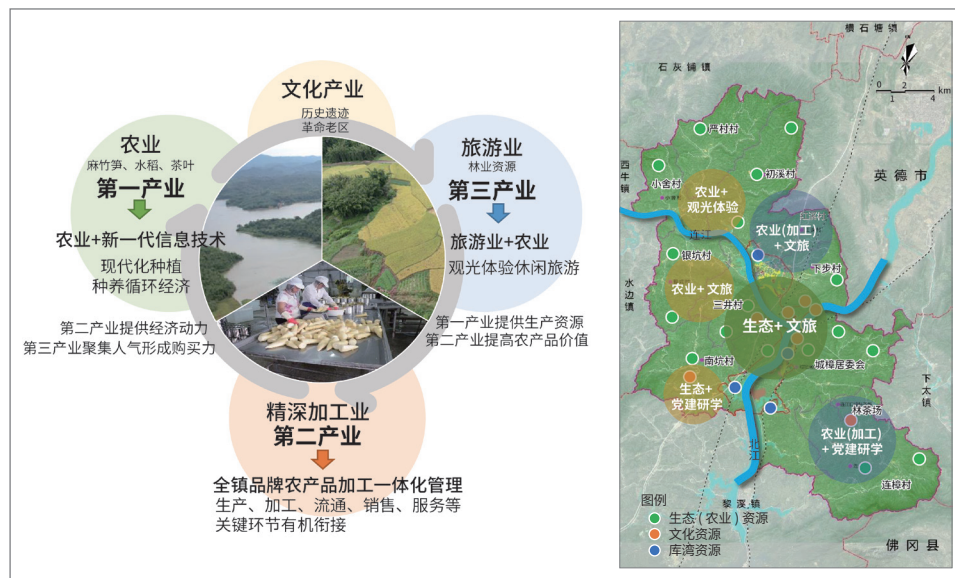 文化产业
历史遗迹
革命老区
农业
麻竹笋、水稻、茶叶
第一产业
农业+新一代信息技术
现代化种植
种养循环经济
旅游业
林业资源
第三产业
旅游业+农业
观光体验休闲旅游
第二产业提供经济动力
第三产业聚集人气形成购买力
第一产业提供生产资源
第二产业提高农产品价值
精深加工业
第二产业
全镇品牌农产品加工一体化管理
生产、加工、流通、销售、服务等
关键环节有机衔接
横石塘镇
石灰铺镇
0 2
1 4 km
严村村
西牛镇
小舍村
初溪村
英德市
农业+
观光体验
农业(加工)
+文旅
连江
银坑村
下步村
水边镇
农业+文旅
三井村
生态+文旅
南坑村
城樟居委会
生态+
党建研学
下太镇
林茶场
农业(加工)
+党建研学
北江
连樟村
黎溪镇
佛冈县
图例
生态(农业)资源
文化资源
库湾资源